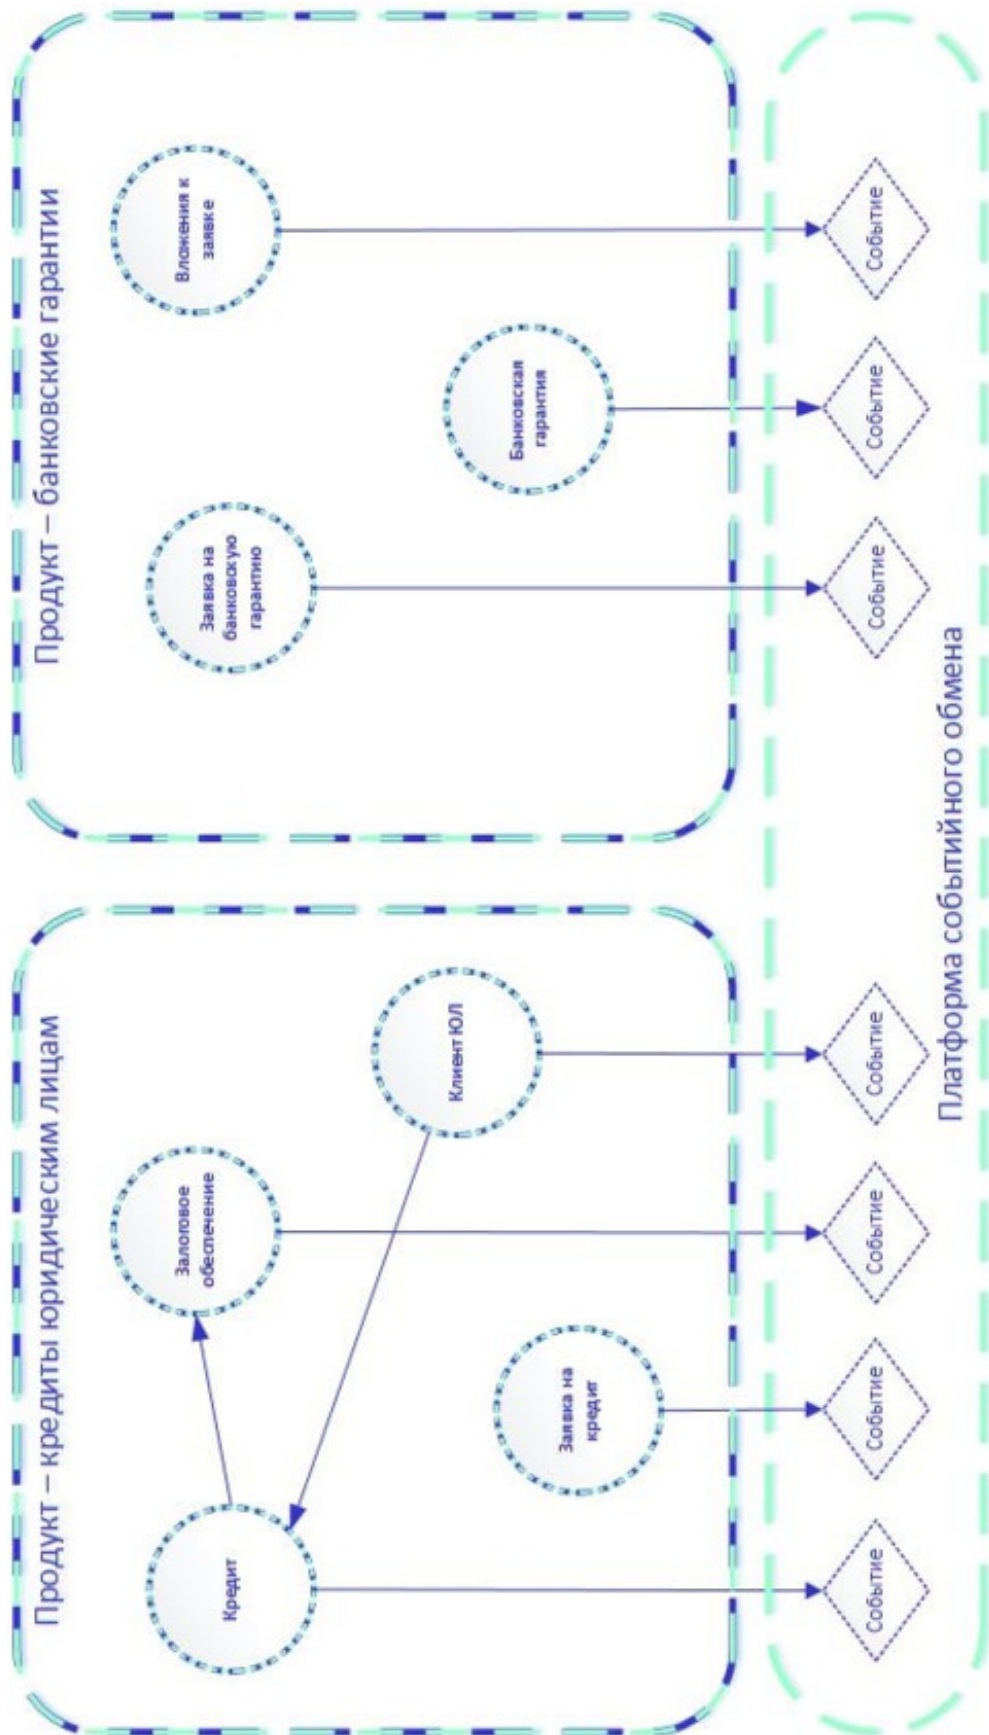 Продукт – кредиты юридическим лицам
Кредит
Залоговое
обеспечение
Заявка на
кредит
Клиент ЮЛ
Продукт – банковские гарантии
Заявка на
банковскую
гарантию
Вложения к
заявке
Банковская
гарантия
Событие
Событие
Событие
Событие
Событие
Событие
Событие
Платформа событийного обмена